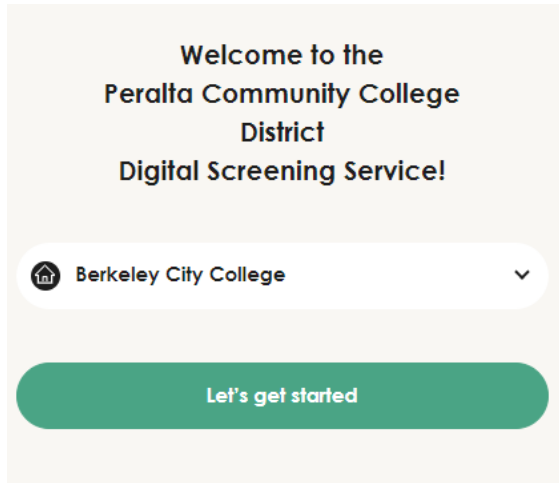 Welcome to the
Peralta Community College
District
Digital Screening Service!
Berkeley City College
Let's get started